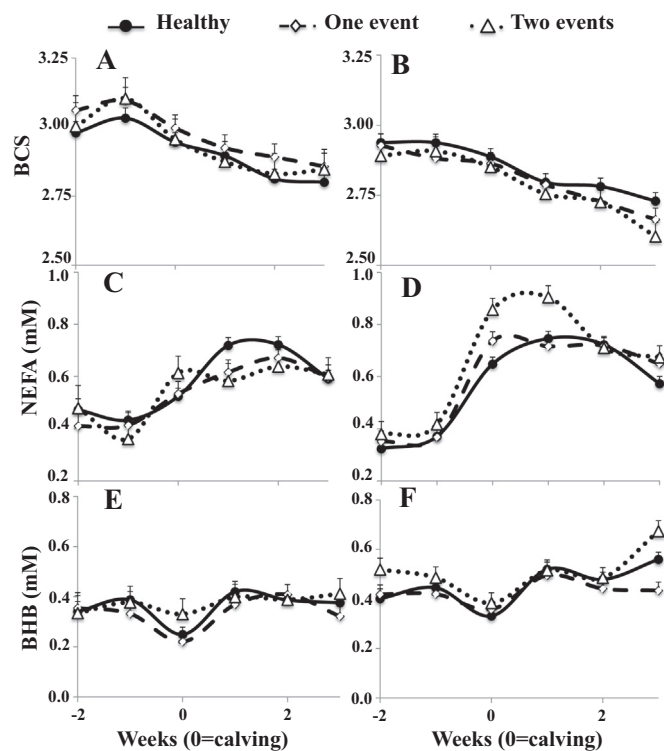 Healthy One event Two events
A B
3.25 3.25
3.00 3.00
2.75 2.75
2.50 2.50
BCS
C D
1.0 1.0
0.8 0.8
0.6 0.6
0.4 0.4
0.2 0.2
NEFA (mM)
E F
0.8 0.8
0.6 0.6
0.4 0.4
0.2 0.2
0.0 0.0
BHB (mM)
-2 0 2 -2 0 2
Weeks (0=calving) Weeks (0=calving)